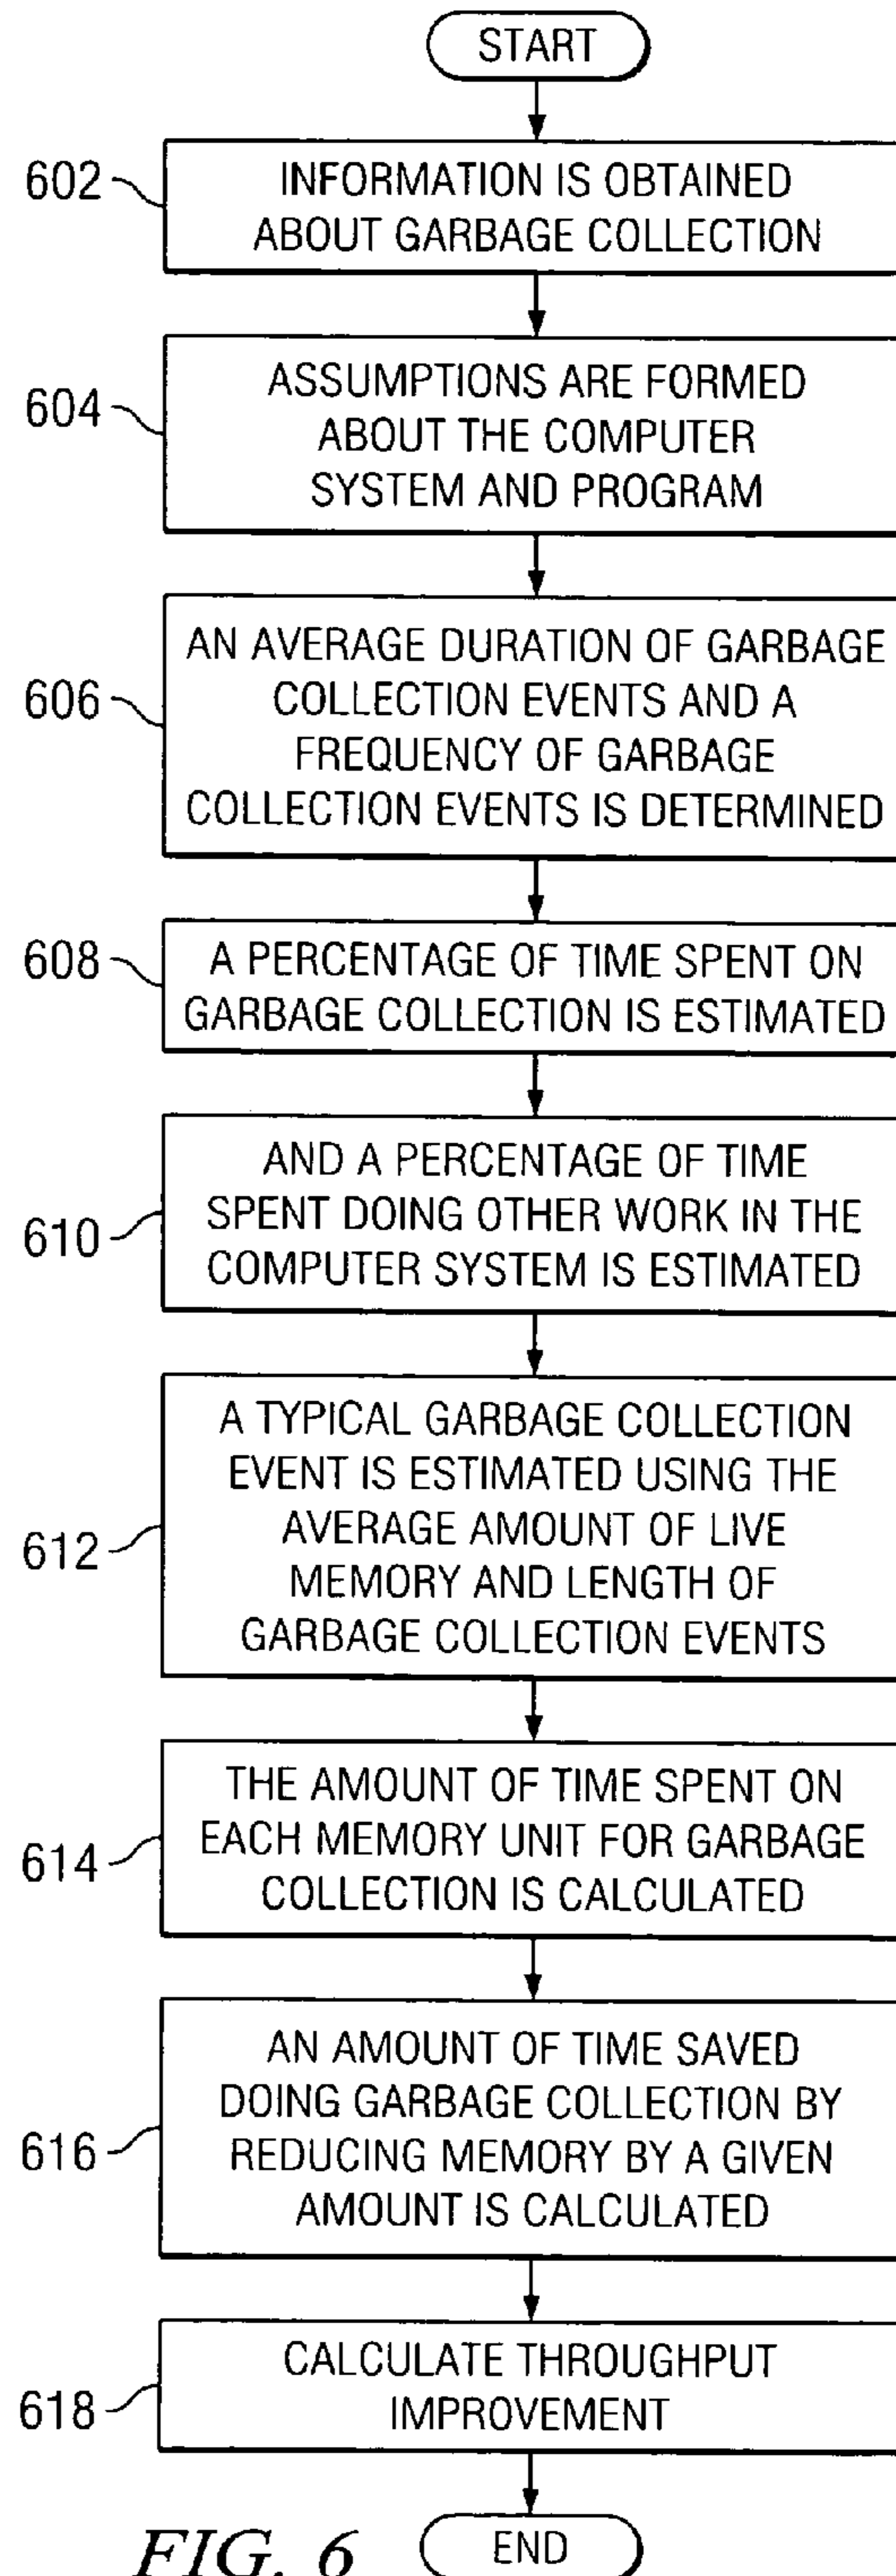 START
602
INFORMATION IS OBTAINED
ABOUT GARBAGE COLLECTION
604
ASSUMPTIONS ARE FORMED
ABOUT THE COMPUTER
SYSTEM AND PROGRAM
606
AN AVERAGE DURATION OF GARBAGE
COLLECTION EVENTS AND A
FREQUENCY OF GARBAGE
COLLECTION EVENTS IS DETERMINED
608
A PERCENTAGE OF TIME SPENT ON
GARBAGE COLLECTION IS ESTIMATED
610
AND A PERCENTAGE OF TIME
SPENT DOING OTHER WORK IN THE
COMPUTER SYSTEM IS ESTIMATED
612
A TYPICAL GARBAGE COLLECTION
EVENT IS ESTIMATED USING THE
AVERAGE AMOUNT OF LIVE
MEMORY AND LENGTH OF
GARBAGE COLLECTION EVENTS
614
THE AMOUNT OF TIME SPENT ON
EACH MEMORY UNIT FOR GARBAGE
COLLECTION IS CALCULATED
616
AN AMOUNT OF TIME SAVED
DOING GARBAGE COLLECTION BY
REDUCING MEMORY BY A GIVEN
AMOUNT IS CALCULATED
618
CALCULATE THROUGHPUT
IMPROVEMENT
FIG. 6
END